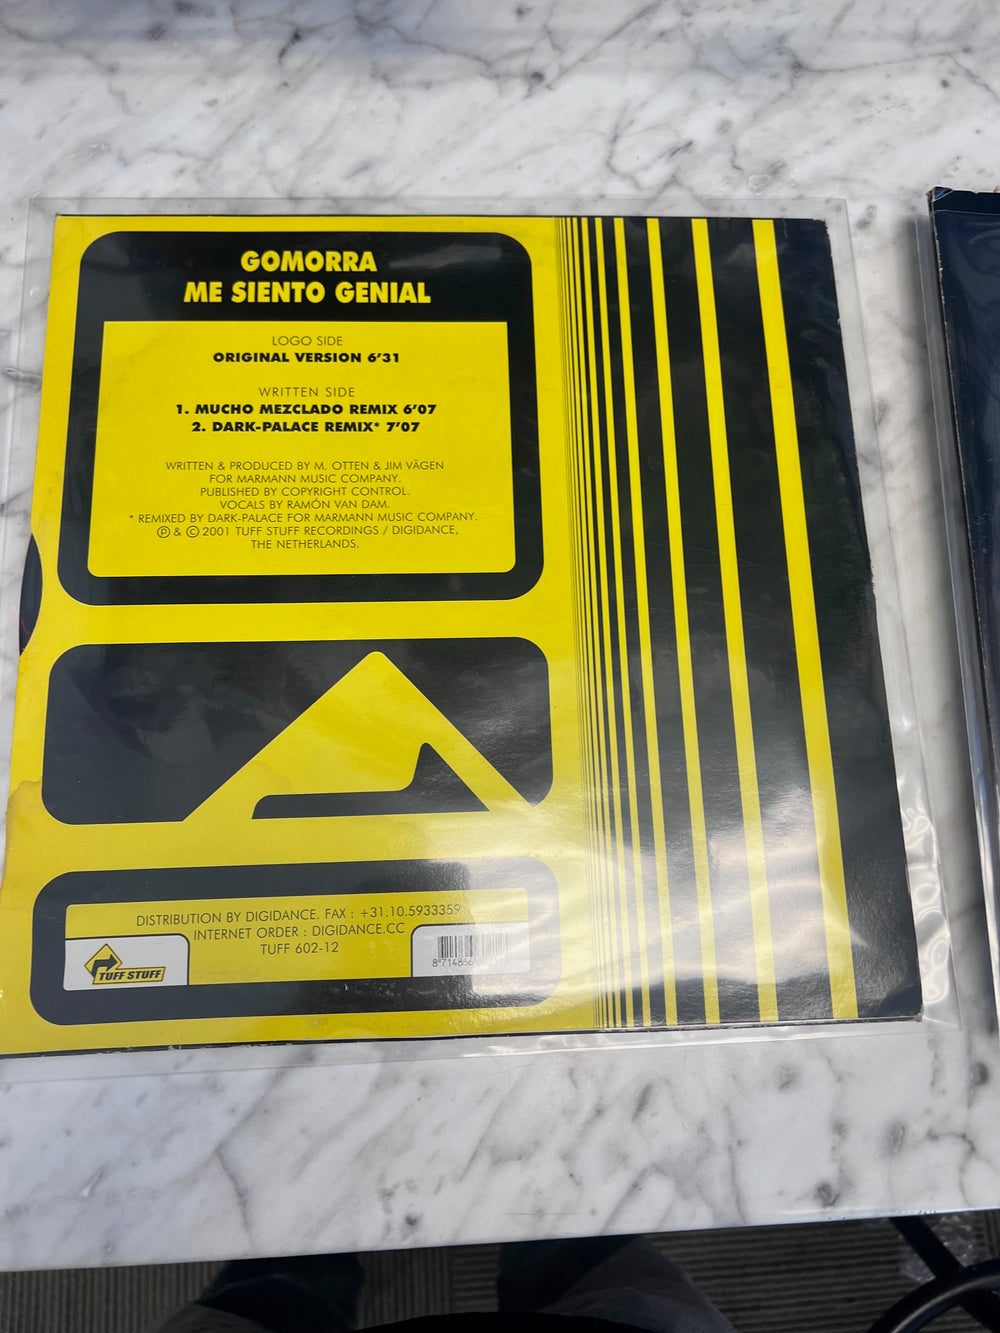 GOMORRA
ME SIENTO GENIAL
LOGO SIDE
ORIGINAL VERSION 6'31
WRITTEN SIDE
1. MUCHO MEZCLADO REMIX 6'07
2. DARK-PALACE REMIX* 7'07
WRITTEN & PRODUCED BY M. OTTEN & JIM VÄGEN
FOR MARMANN MUSIC COMPANY.
PUBLISHED BY COPYRIGHT CONTROL.
VOCALS BY RAMÓN VAN DAM.
* REMIXED BY DARK-PALACE FOR MARMANN MUSIC COMPANY.
℗ & © 2001 TUFF STUFF RECORDINGS / DIGIDANCE,
THE NETHERLANDS.
DISTRIBUTION BY DIGIDANCE. FAX : +31.10.5933359
INTERNET ORDER : DIGIDANCE.CC
TUFF 602-12
TUFF STUFF